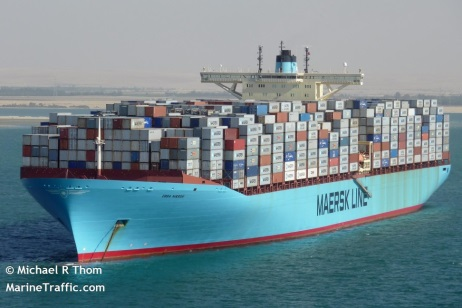 MAERSK LINE
© Michael R Thom
MarineTraffic.com